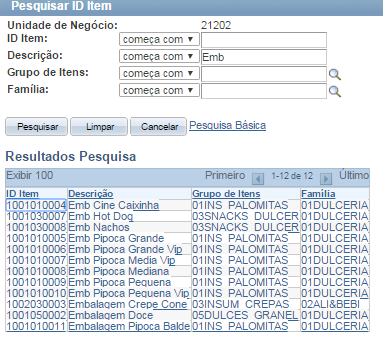 Pesquisar ID Item
Unidade de Negócio: 21202
ID Item: começa com
Descrição: começa com Emb
Grupo de Itens: começa com
Família: começa com
Pesquisar Limpar Cancelar Pesquisa Básica
Resultados Pesquisa
Exibir 100 Primeiro 1-12 de 12 Último
ID Item Descrição Grupo de Itens Família
1001010004 Emb Cine Caixinha 01INS PALOMITAS 01DULCERIA
1001030007 Emb Hot Dog 03SNACKS DULCER 01DULCERIA
1001030008 Emb Nachos 03SNACKS DULCER 01DULCERIA
1001010005 Emb Pipoca Grande 01INS PALOMITAS 01DULCERIA
1001010006 Emb Pipoca Grande Vip 01INS PALOMITAS 01DULCERIA
1001010007 Emb Pipoca Media Vip 01INS PALOMITAS 01DULCERIA
1001010008 Emb Pipoca Mediana 01INS PALOMITAS 01DULCERIA
1001010009 Emb Pipoca Pequena 01INS PALOMITAS 01DULCERIA
1001010010 Emb Pipoca Pequena Vip 01INS PALOMITAS 01DULCERIA
1002030003 Embalagem Crepe Cone 03INSUM CREPAS 02ALI&BEBI
1001050002 Embalagem Doce 05DULCES GRANEL 01DULCERIA
1001010011 Embalagem Pipoca Balde 01INS PALOMITAS 01DULCERIA